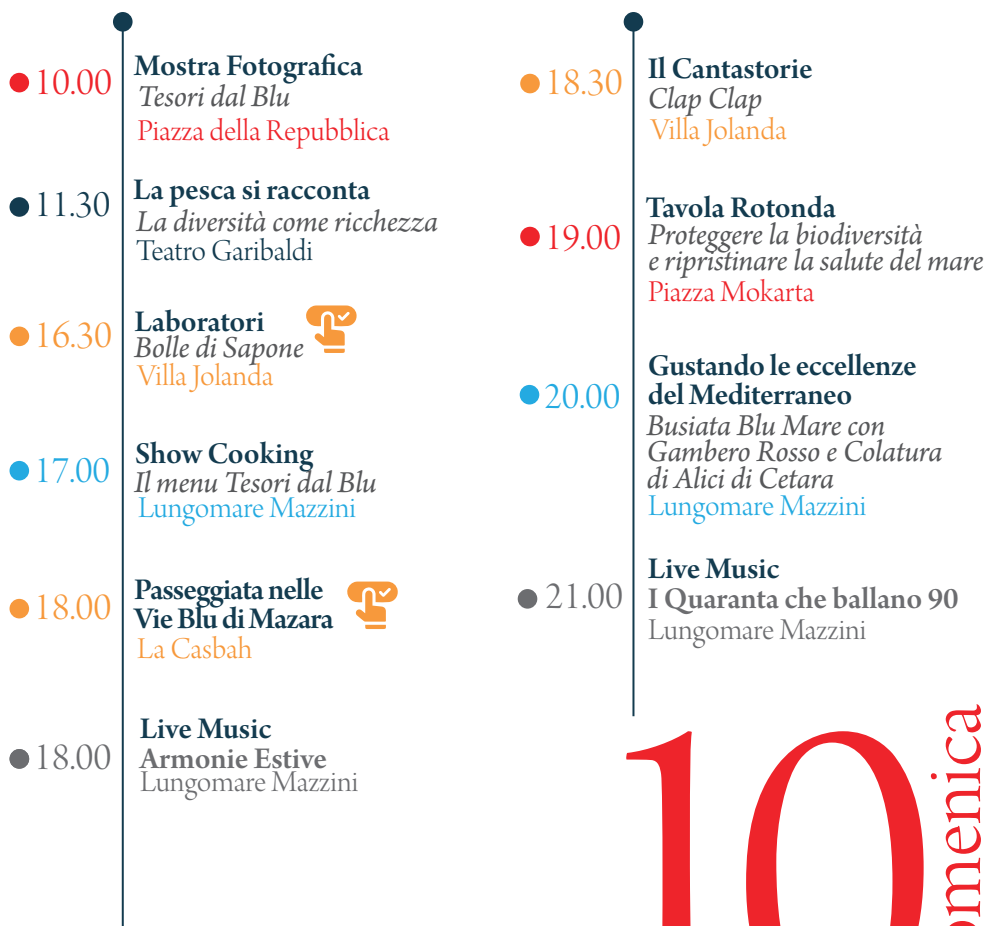 10.00
Mostra Fotografica
Tesori dal Blu
Piazza della Repubblica
11.30
La pesca si racconta
La diversità come ricchezza
Teatro Garibaldi
16.30
Laboratori
Bolle di Sapone
Villa Jolanda
17.00
Show Cooking
Il menu Tesori dal Blu
Lungomare Mazzini
18.00
Passeggiata nelle
Vie Blu di Mazara
La Casbah
18.00
Live Music
Armonie Estive
Lungomare Mazzini
18.30
Il Cantastorie
Clap Clap
Villa Jolanda
19.00
Tavola Rotonda
Proteggere la biodiversità
e ripristinare la salute del mare
Piazza Mokarta
20.00
Gustando le eccellenze
del Mediterraneo
Busiata Blu Mare con
Gambero Rosso e Colatura
di Alici di Cetara
Lungomare Mazzini
21.00
Live Music
I Quaranta che ballano 90
Lungomare Mazzini
10
omenica